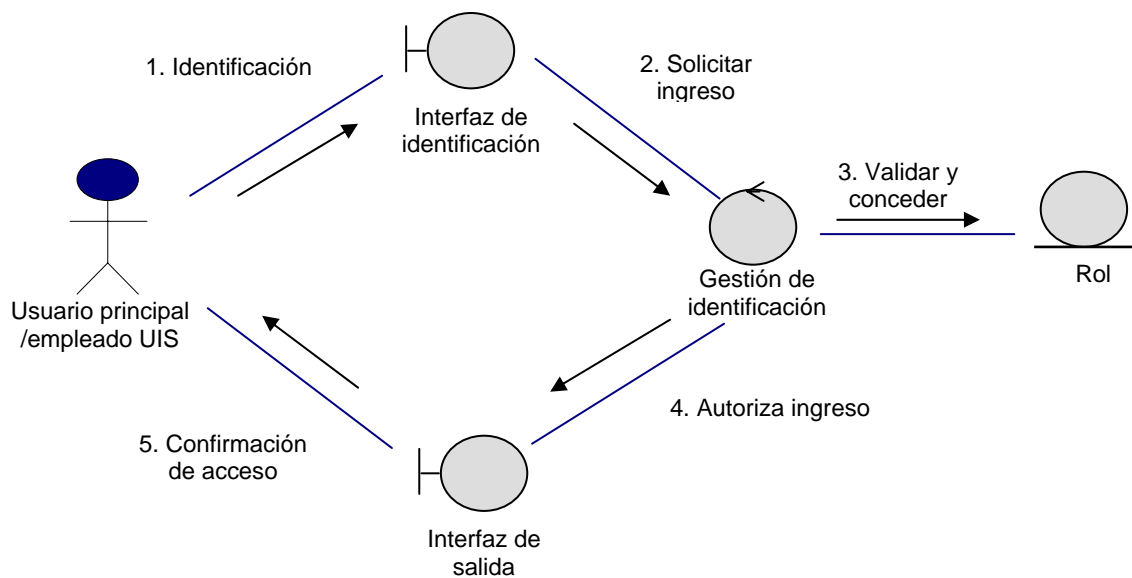 1. Identificación
2. Solicitar
ingreso
Interfaz de
identificación
3. Validar y
conceder
Gestión de
identificación
Rol
Usuario principal
/empleado UIS
4. Autoriza ingreso
5. Confirmación
de acceso
Interfaz de
salida